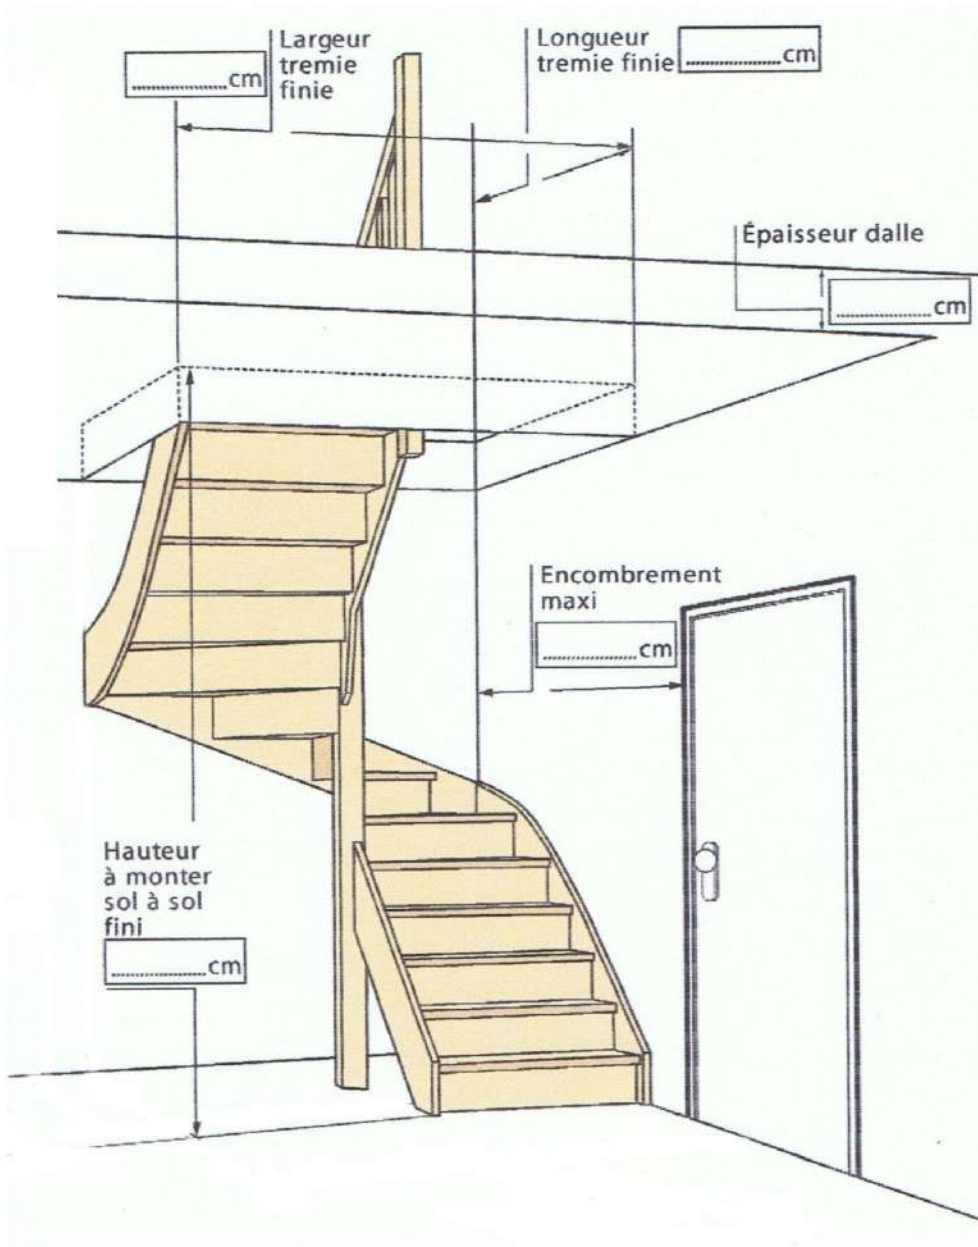 Largeur
tremie
finie
..................cm
Longueur
tremie finie
..................cm
Épaisseur dalle
..................cm
Encombrement
maxi
..................cm
Hauteur
à monter
sol à sol
fini
..................cm